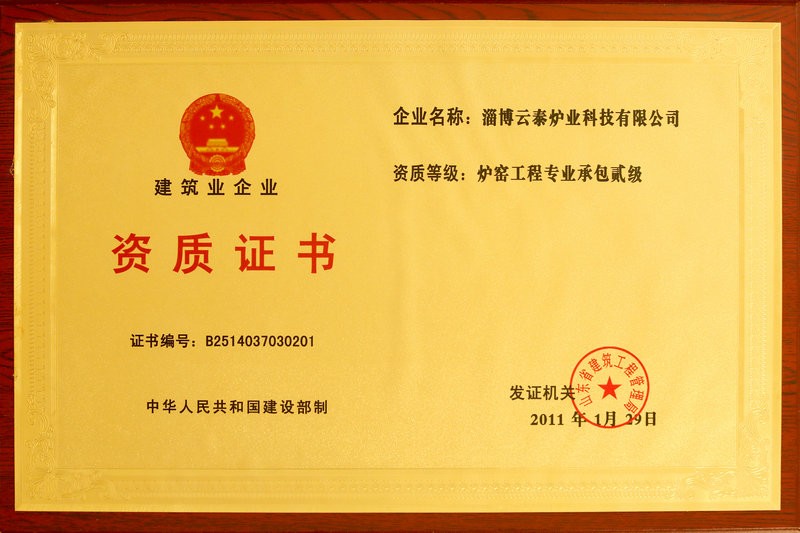 建筑业企业
资质证书
证书编号：B2514037030201
中华人民共和国建设部制
企业名称：淄博云泰炉业科技有限公司
资质等级：炉窑工程专业承包贰级
发证机关
山东省建筑工程管理局
2011 年 1月 29日